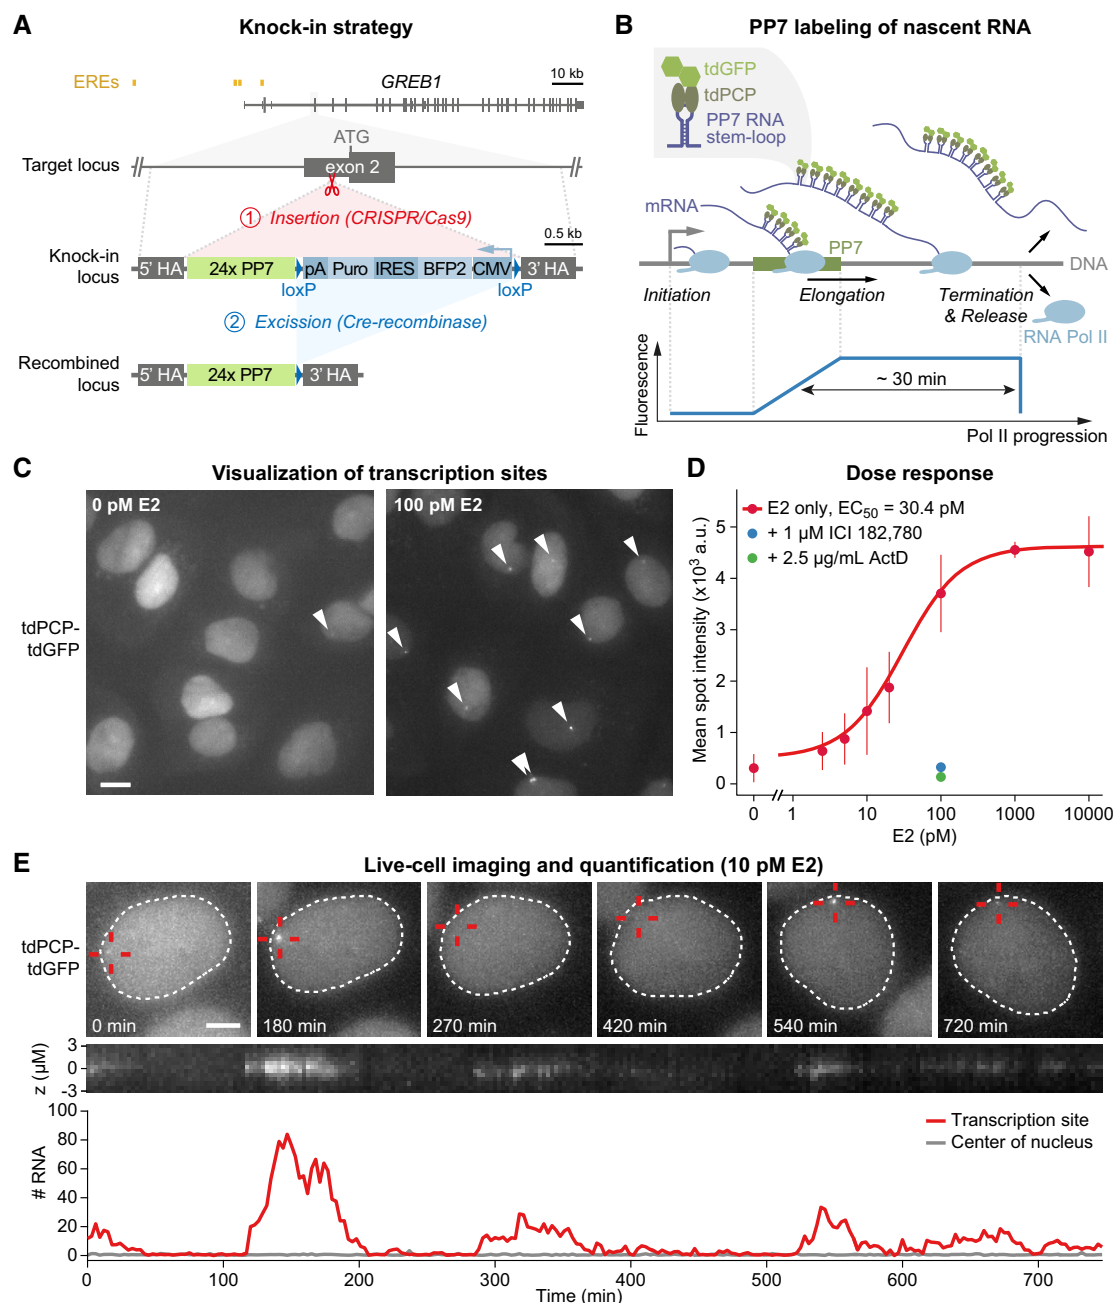 A
Knock-in strategy
EREs
GREB1
10 kb
ATG
Target locus
exon 2
① Insertion (CRISPR/Cas9)
0.5 kb
Knock-in
locus
5' HA
24x PP7
pA
Puro
IRES
BFP2
CMV
3' HA
loxP
loxP
② Excission (Cre-recombinase)
Recombined
locus
5' HA
24x PP7
3' HA
B
PP7 labeling of nascent RNA
tdGFP
tdPCP
PP7 RNA
stem-loop
mRNA
PP7
DNA
Initiation
Elongation
Termination
& Release
RNA Pol II
Fluorescence
~ 30 min
Pol II progression
C
Visualization of transcription sites
0 pM E2
100 pM E2
tdPCP-
tdGFP
D
Dose response
E2 only, EC50 = 30.4 pM
+ 1 µM ICI 182,780
+ 2.5 µg/mL ActD
Mean spot intensity (x10³ a.u.)
5
4
3
2
1
0
0
1
10
100
1000
10000
E2 (pM)
E
Live-cell imaging and quantification (10 pM E2)
tdPCP-
tdGFP
0 min
180 min
270 min
420 min
540 min
720 min
z (µM)
3
0
-3
# RNA
100
80
60
40
20
0
Transcription site
Center of nucleus
0
100
200
300
400
500
600
700
Time (min)